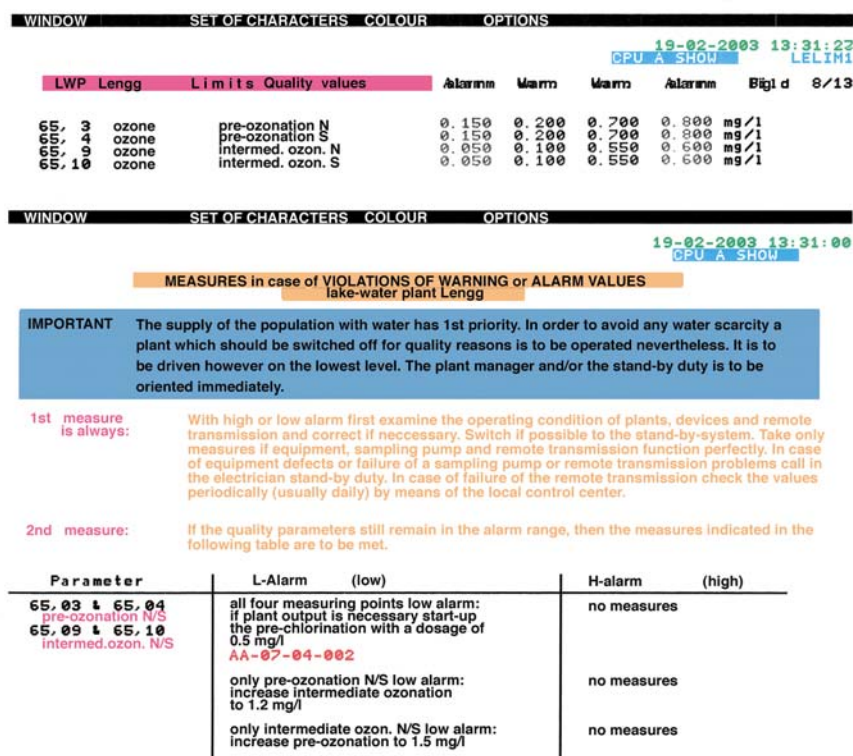 WINDOW SET OF CHARACTERS COLOUR OPTIONS
19-02-2003 13:31:27
CPU A SHOW LELIM1
LWP Lengg Limits Quality values Alarm Warn Warn Alarm 8/13
65, 3 ozone pre-ozonation N 0.150 0.200 0.700 0.800 mg/l
65, 4 ozone pre-ozonation S 0.150 0.200 0.700 0.800 mg/l
65, 9 ozone intermed. ozon. N 0.050 0.100 0.550 0.600 mg/l
65,10 ozone intermed. ozon. S 0.050 0.100 0.550 0.600 mg/l
WINDOW SET OF CHARACTERS COLOUR OPTIONS
19-02-2003 13:31:00
CPU A SHOW
MEASURES in case of VIOLATIONS OF WARNING or ALARM VALUES
lake-water plant Lengg
IMPORTANT The supply of the population with water has 1st priority. In order to avoid any water scarcity a
plant which should be switched off for quality reasons is to be operated nevertheless. It is to
be driven however on the lowest level. The plant manager and/or the stand-by duty is to be
oriented immediately.
1st measure is always: With high or low alarm first examine the operating condition of plants, devices and remote
transmission and correct if neccessary. Switch if possible to the stand-by-system. Take only
measures if equipment, sampling pump and remote transmission function perfectly. In case
of equipment defects or failure of a sampling pump or remote transmission problems call in
the electrician stand-by duty. In case of failure of the remote transmission check the values
periodically (usually daily) by means of the local control center.
2nd measure: If the quality parameters still remain in the alarm range, then the measures indicated in the
following table are to be met.
Parameter L-Alarm (low) H-alarm (high)
65,03 & 65,04 all four measuring points low alarm: no measures
pre-ozonation N/S if plant output is necessary start-up
65,09 & 65,10 the pre-chlorination with a dosage of
intermed.ozon. N/S 0.5 mg/l
AA-07-04-002
only pre-ozonation N/S low alarm: no measures
increase intermediate ozonation
to 1.2 mg/l
only intermediate ozon. N/S low alarm: no measures
increase pre-ozonation to 1.5 mg/l